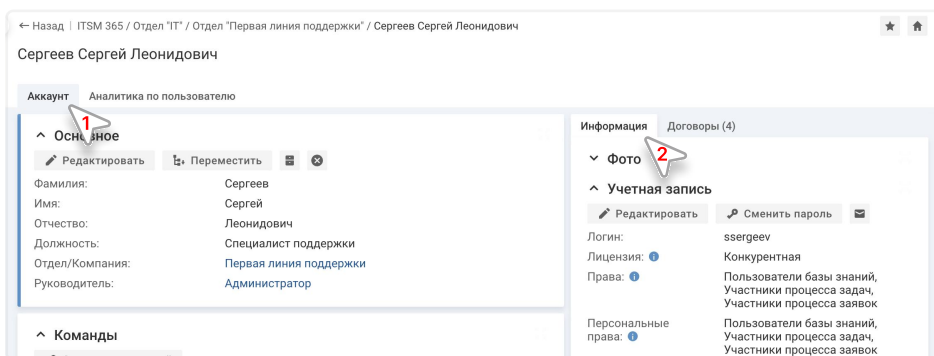 ← Назад | ITSM 365 / Отдел "IT" / Отдел "Первая линия поддержки" / Сергеев Сергей Леонидович
Сергеев Сергей Леонидович
Аккаунт Аналитика по пользователю
1
Основное
Редактировать Переместить
Фамилия: Сергеев
Имя: Сергей
Отчество: Леонидович
Должность: Специалист поддержки
Отдел/Компания: Первая линия поддержки
Руководитель: Администратор
Команды
Информация Договоры (4)
2
Фото
Учетная запись
Редактировать Сменить пароль
Логин: ssergeev
Лицензия: Конкурентная
Права: Пользователи базы знаний,
Участники процесса задач,
Участники процесса заявок
Персональные права: Пользователи базы знаний,
Участники процесса задач,
Участники процесса заявок